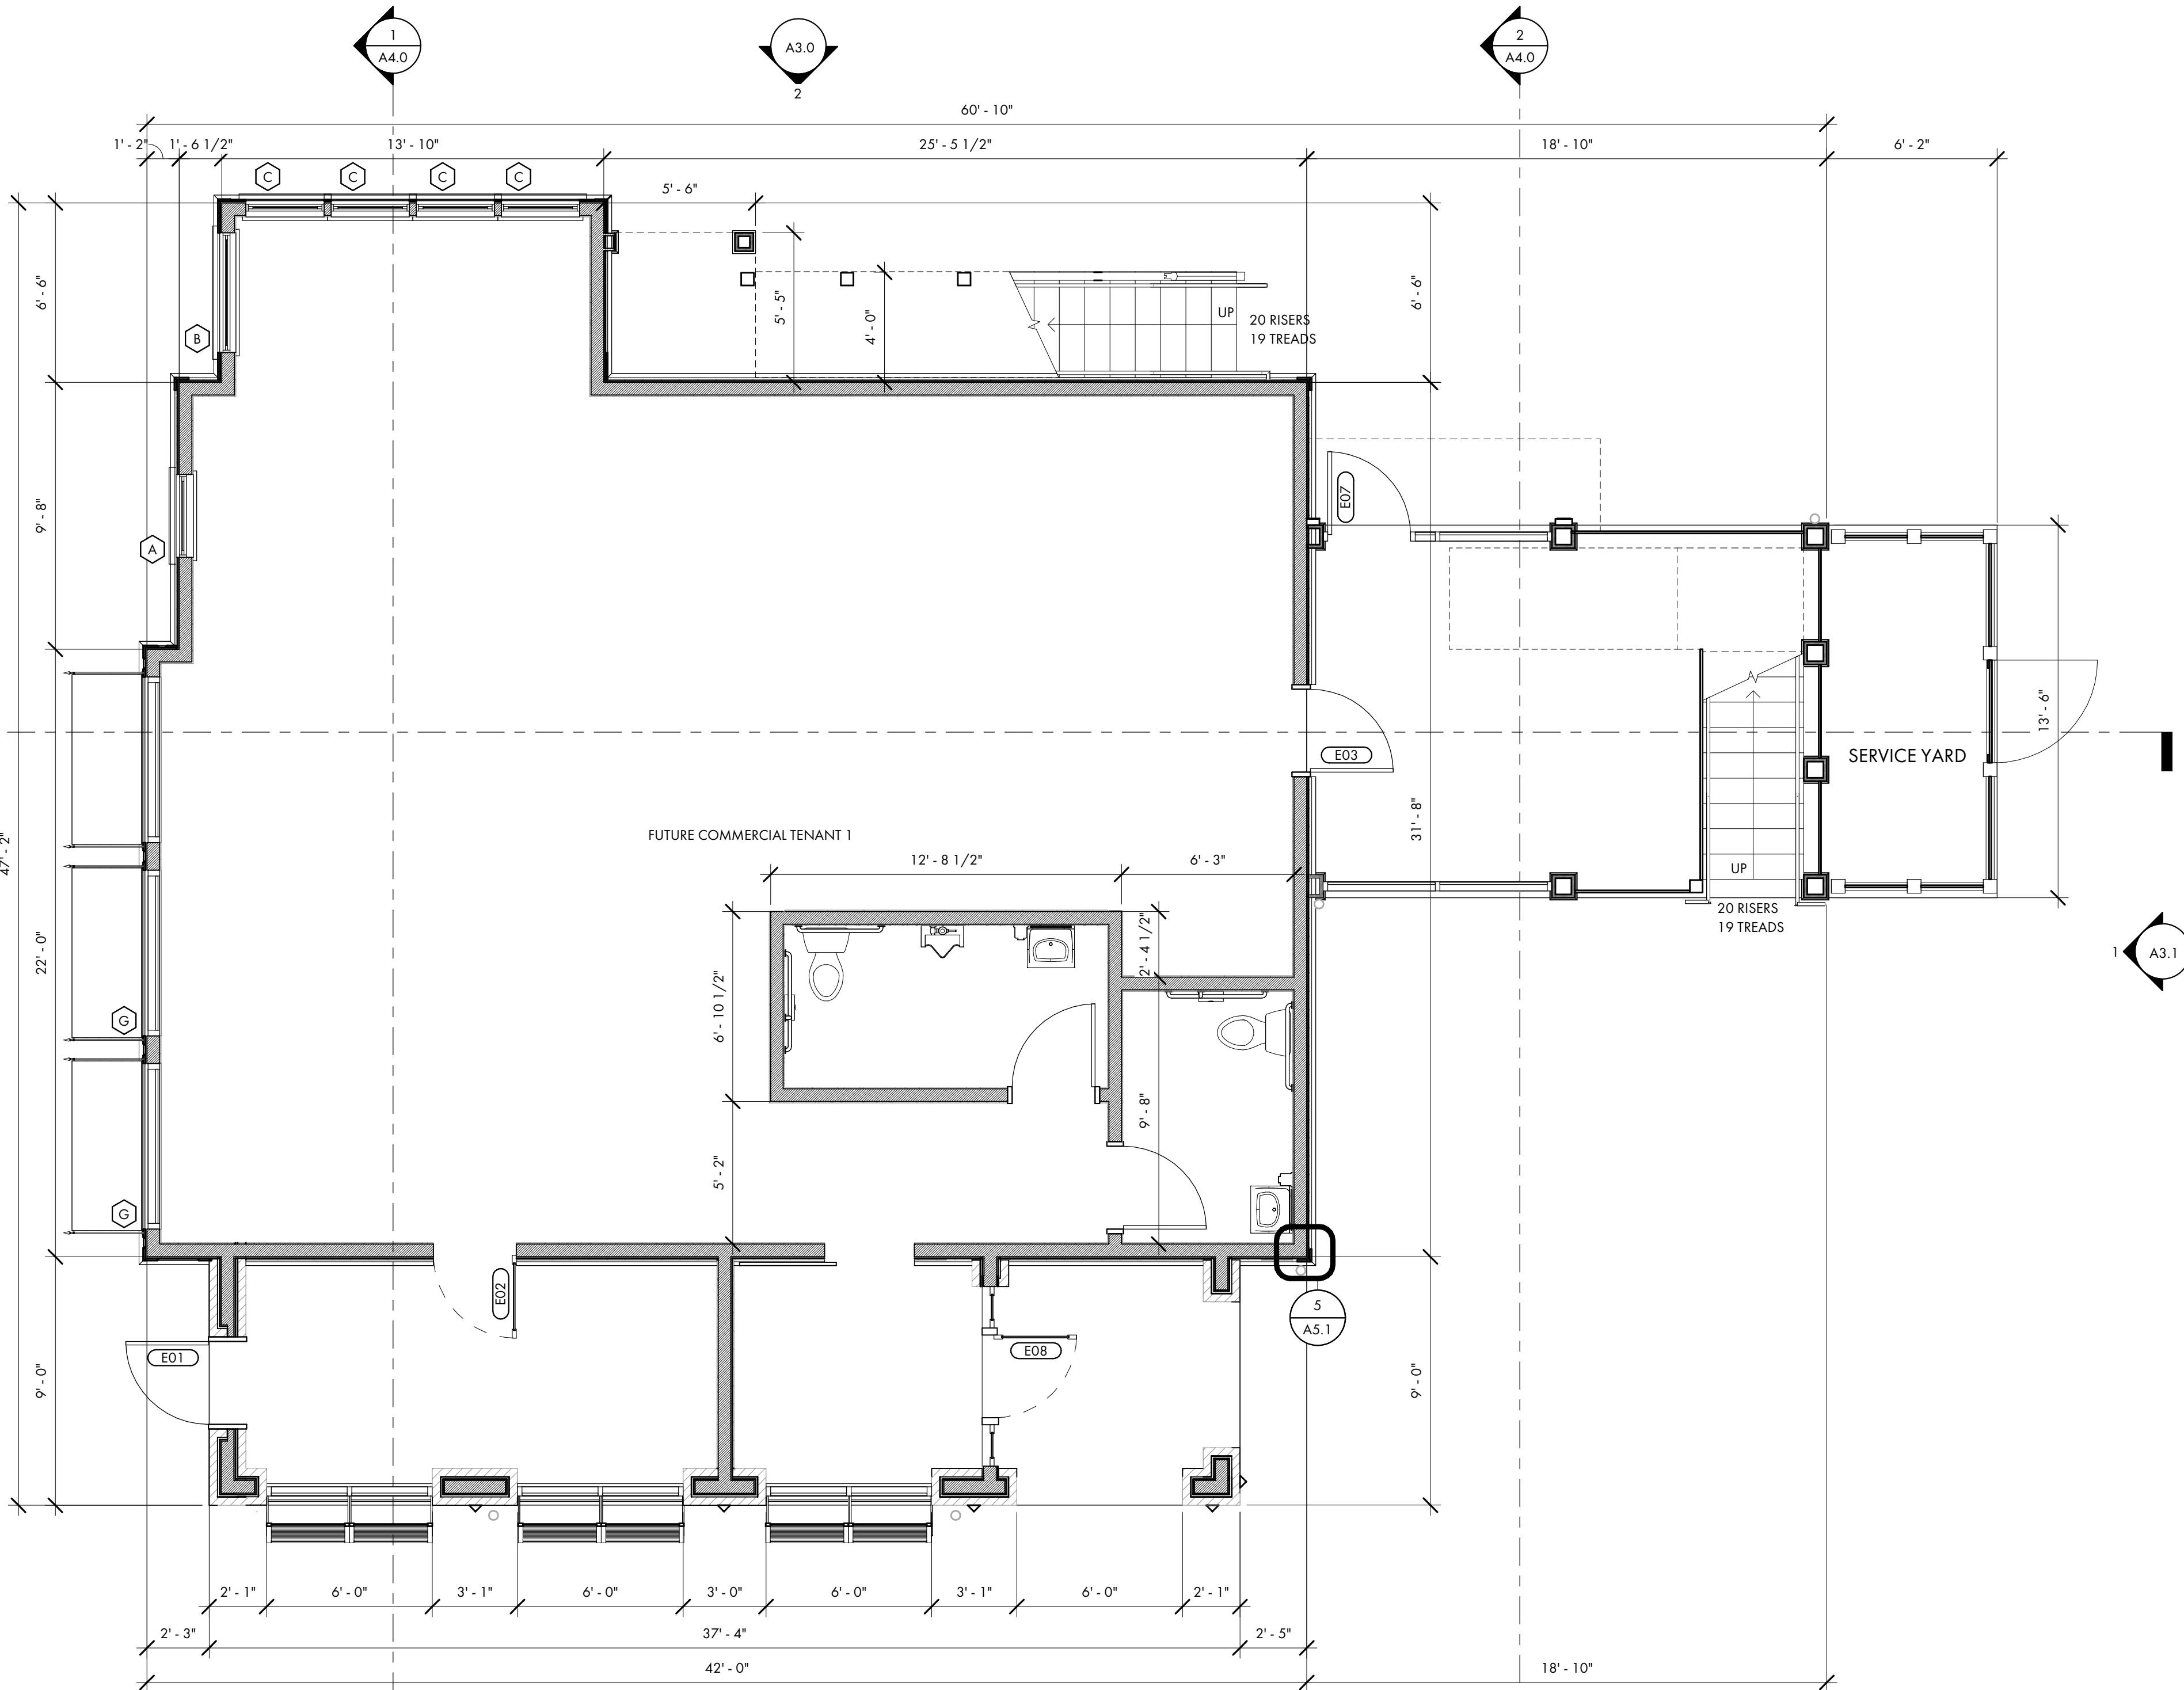 1
A4.0
A3.0
2
2
A4.0
60' - 10"
1' - 2"
1' - 6 1/2"
13' - 10"
25' - 5 1/2"
18' - 10"
6' - 2"
C
C
C
C
5' - 6"
6' - 6"
B
5' - 5"
4' - 0"
UP
20 RISERS
19 TREADS
6' - 6"
9' - 8"
A
E07
13' - 6"
E03
SERVICE YARD
47' - 2"
31' - 8"
FUTURE COMMERCIAL TENANT 1
12' - 8 1/2"
6' - 3"
UP
20 RISERS
19 TREADS
22' - 0"
2' - 4 1/2"
1
A3.1
6' - 10 1/2"
G
9' - 8"
5' - 2"
G
E02
5
A5.1
E01
E08
9' - 0"
9' - 0"
2' - 1"
6' - 0"
3' - 1"
6' - 0"
3' - 0"
6' - 0"
3' - 1"
6' - 0"
2' - 1"
2' - 3"
37' - 4"
2' - 5"
42' - 0"
18' - 10"